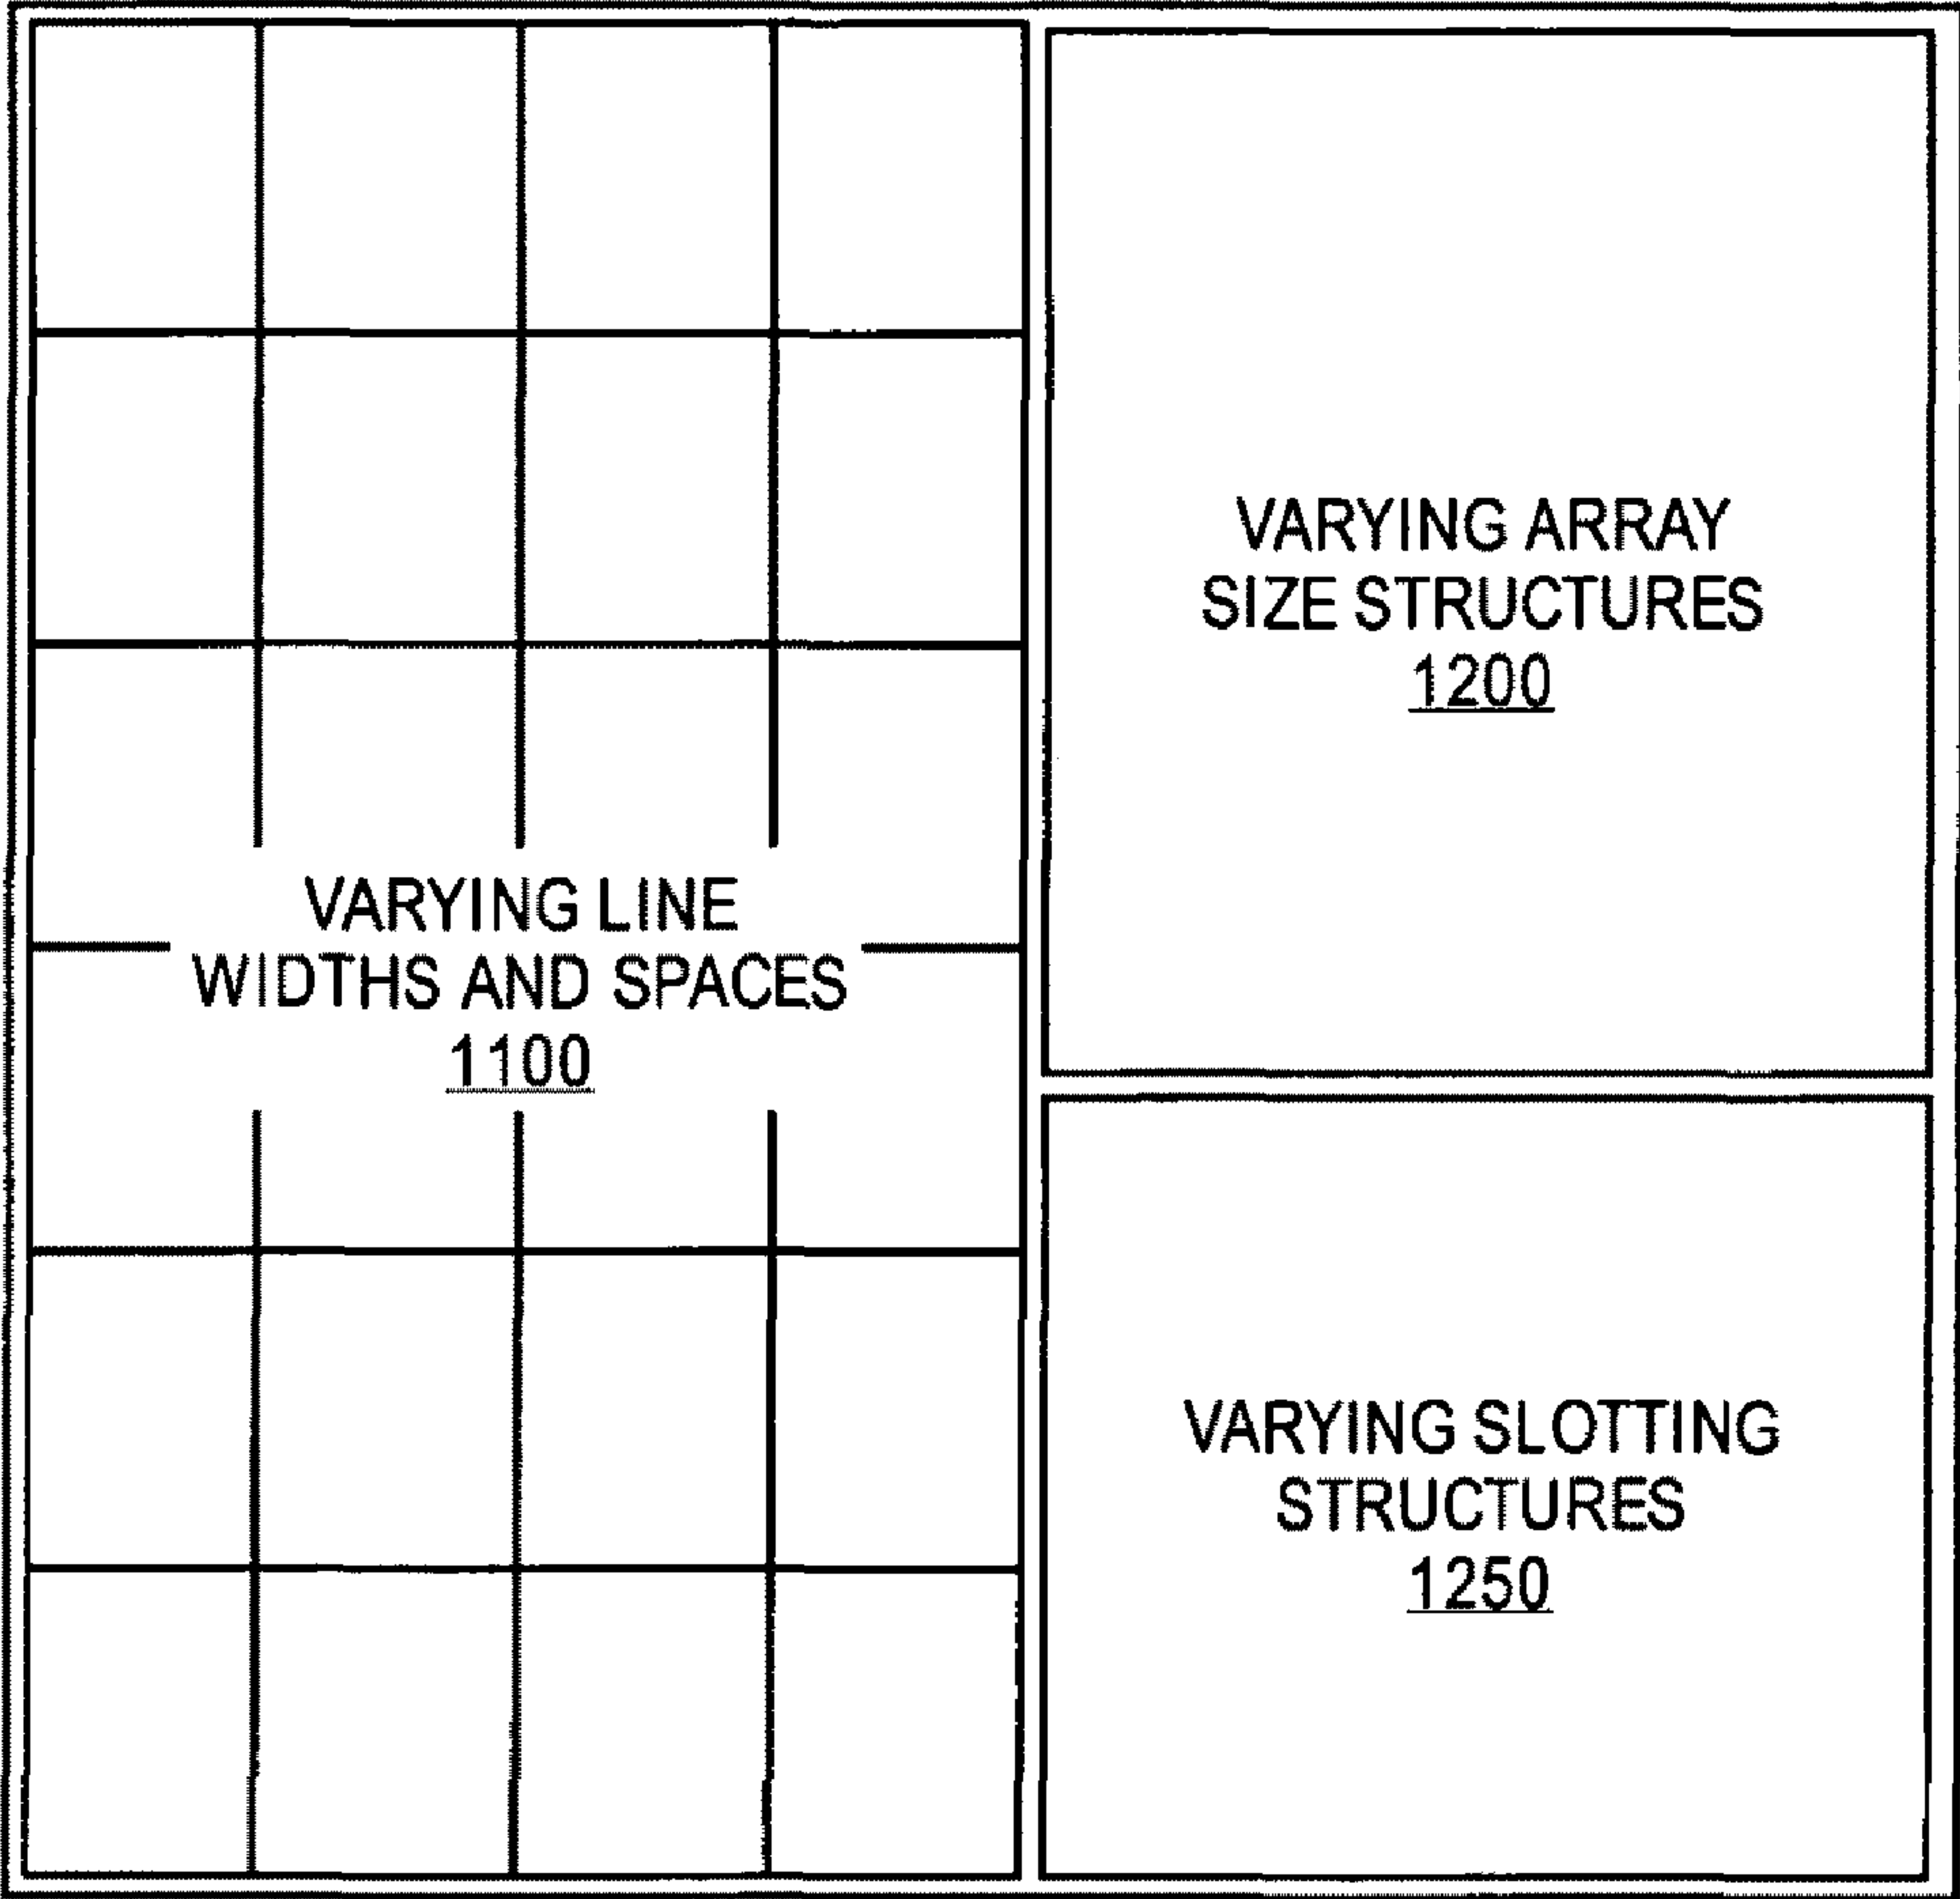 VARYING LINE
WIDTHS AND SPACES
1100
VARYING ARRAY
SIZE STRUCTURES
1200
VARYING SLOTTING
STRUCTURES
1250